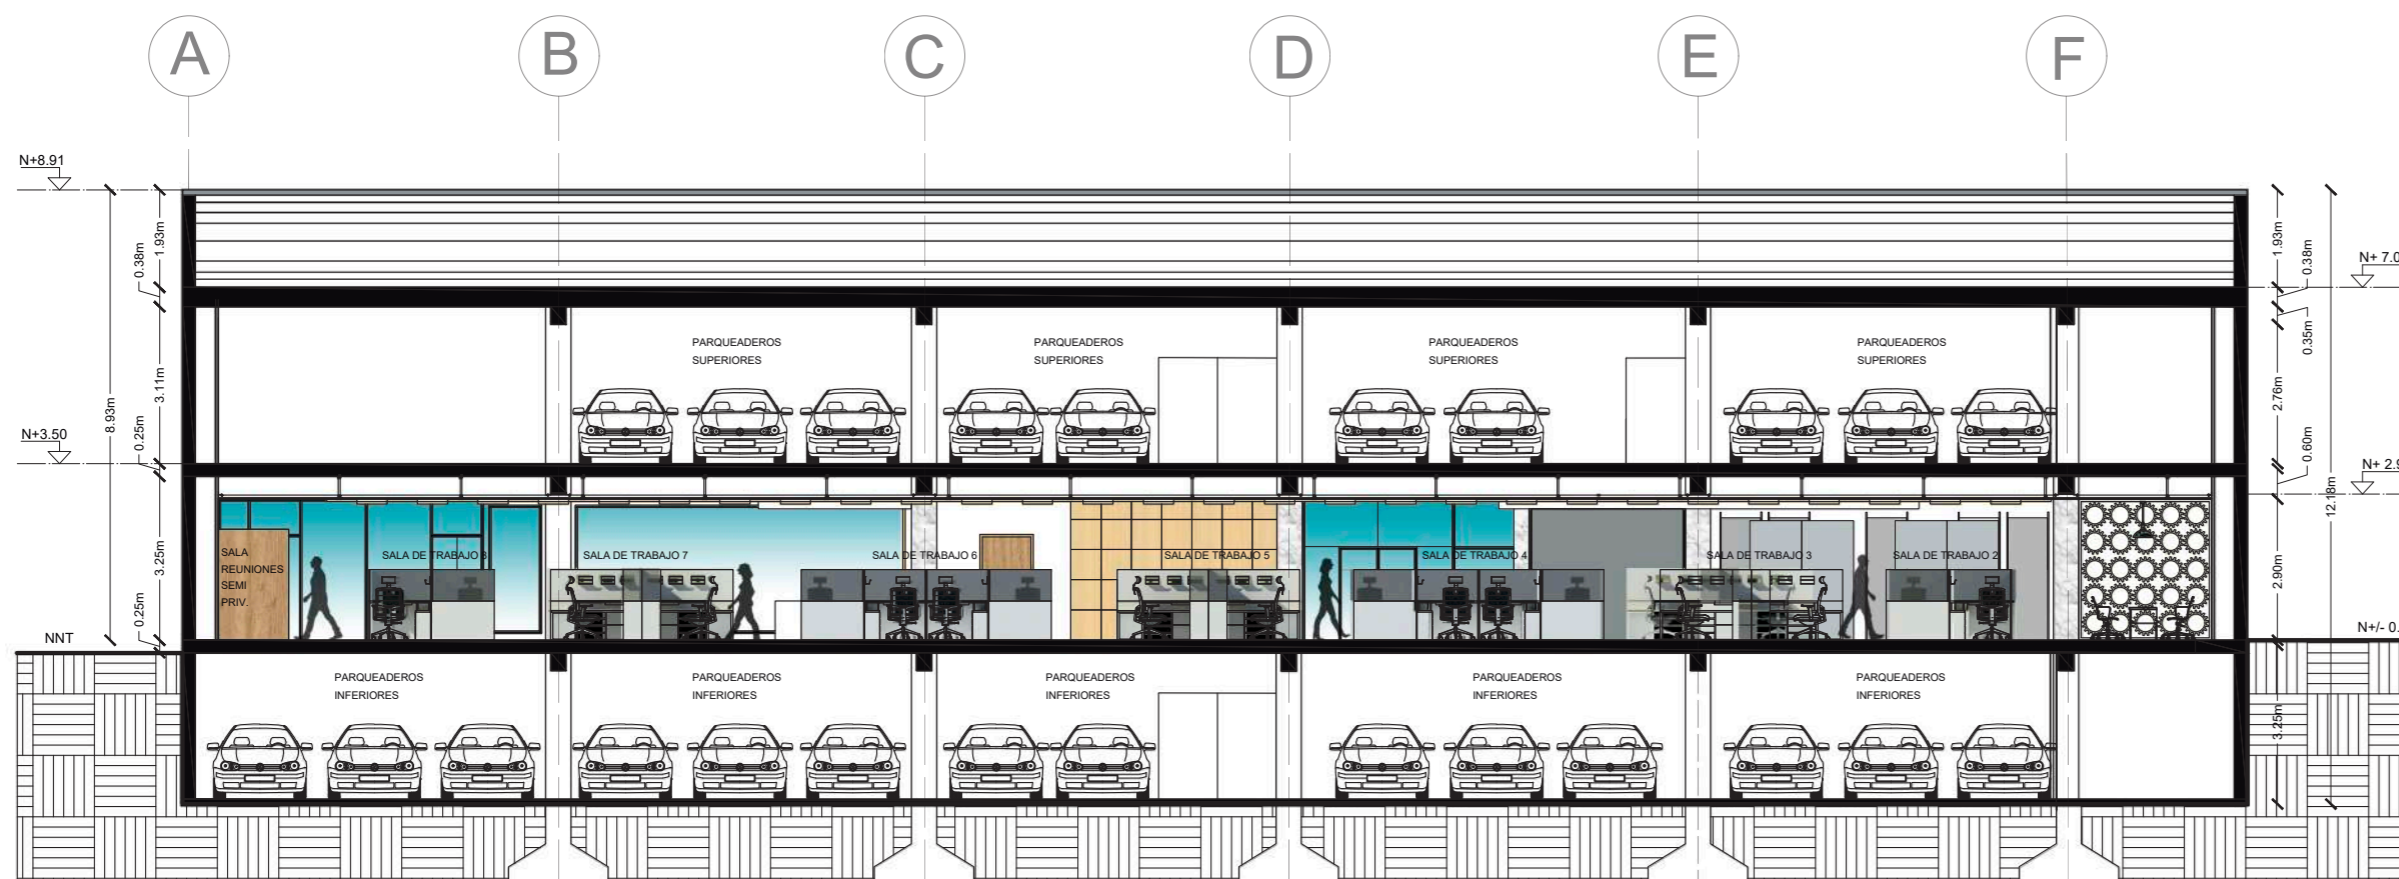 A
B
C
D
E
F
N+8.91
1.93m
0.38m
1.93m
0.38m
N+ 7.0
PARQUEADEROS
SUPERIORES
PARQUEADEROS
SUPERIORES
PARQUEADEROS
SUPERIORES
PARQUEADEROS
SUPERIORES
0.35m
3.11m
8.93m
2.76m
N+3.50
0.25m
0.60m
N+ 2.9
12.18m
SALA
REUNIONES
SEMI
PRIV.
SALA DE TRABAJO 8
SALA DE TRABAJO 7
SALA DE TRABAJO 6
SALA DE TRABAJO 5
SALA DE TRABAJO 4
SALA DE TRABAJO 3
SALA DE TRABAJO 2
3.25m
2.90m
0.25m
NNT
N+/- 0.
PARQUEADEROS
INFERIORES
PARQUEADEROS
INFERIORES
PARQUEADEROS
INFERIORES
PARQUEADEROS
INFERIORES
PARQUEADEROS
INFERIORES
3.25m